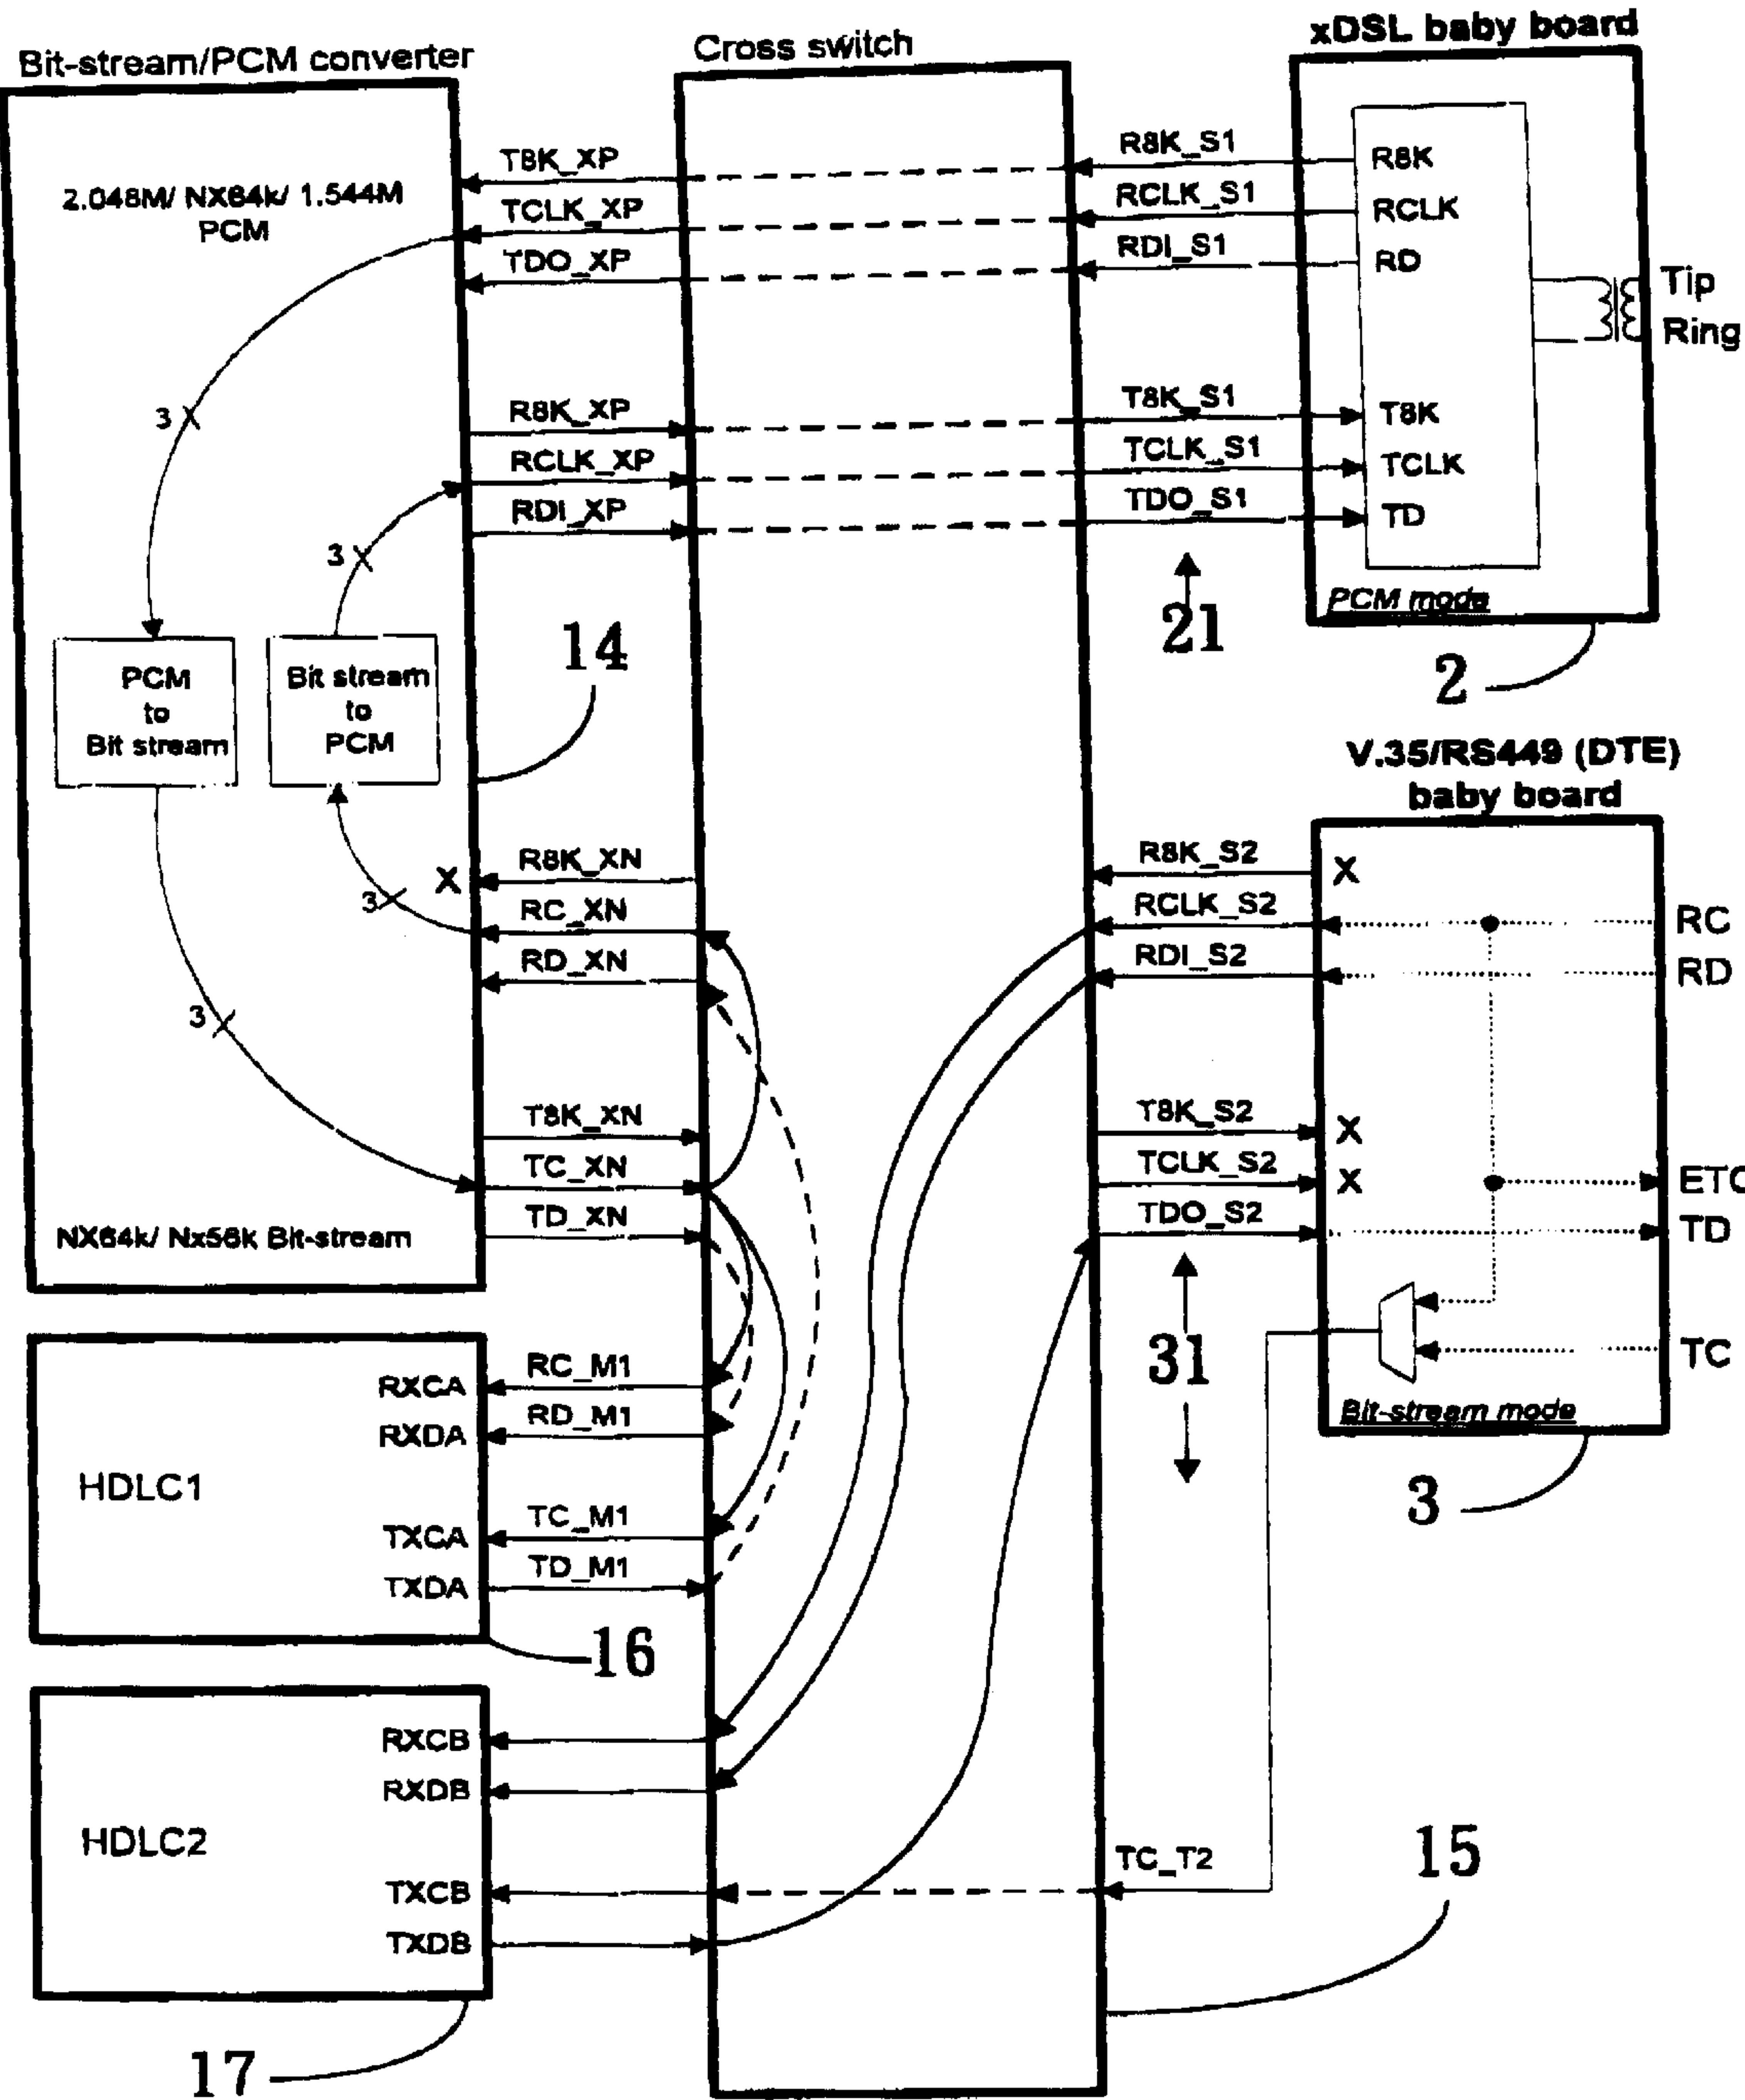 Bit-stream/PCM converter
Cross switch
xDSL baby board
2.048M/ NX64k/ 1.544M
PCM
T8K_XP
TCLK_XP
TDO_XP
R8K_S1
RCLK_S1
RDI_S1
R8K
RCLK
RD
Tip
Ring
3
R8K_XP
RCLK_XP
RDI_XP
T8K_S1
TCLK_S1
TDO_S1
T8K
TCLK
TD
3
PCM mode
21
2
14
PCM
to
Bit stream
Bit stream
to
PCM
V.35/RS449 (DTE)
baby board
X
R8K_XN
RC_XN
RD_XN
3
R8K_S2
RCLK_S2
RDI_S2
X
RC
RD
3
T8K_XN
TC_XN
TD_XN
T8K_S2
TCLK_S2
TDO_S2
X
X
ETC
TD
NX64k/ Nx56k Bit-stream
31
TC
Bit-stream mode
3
HDLC1
RXCA
RXDA
TXCA
TXDA
RC_M1
RD_M1
TC_M1
TD_M1
16
HDLC2
RXCB
RXDB
TXCB
TXDB
TC_T2
15
17